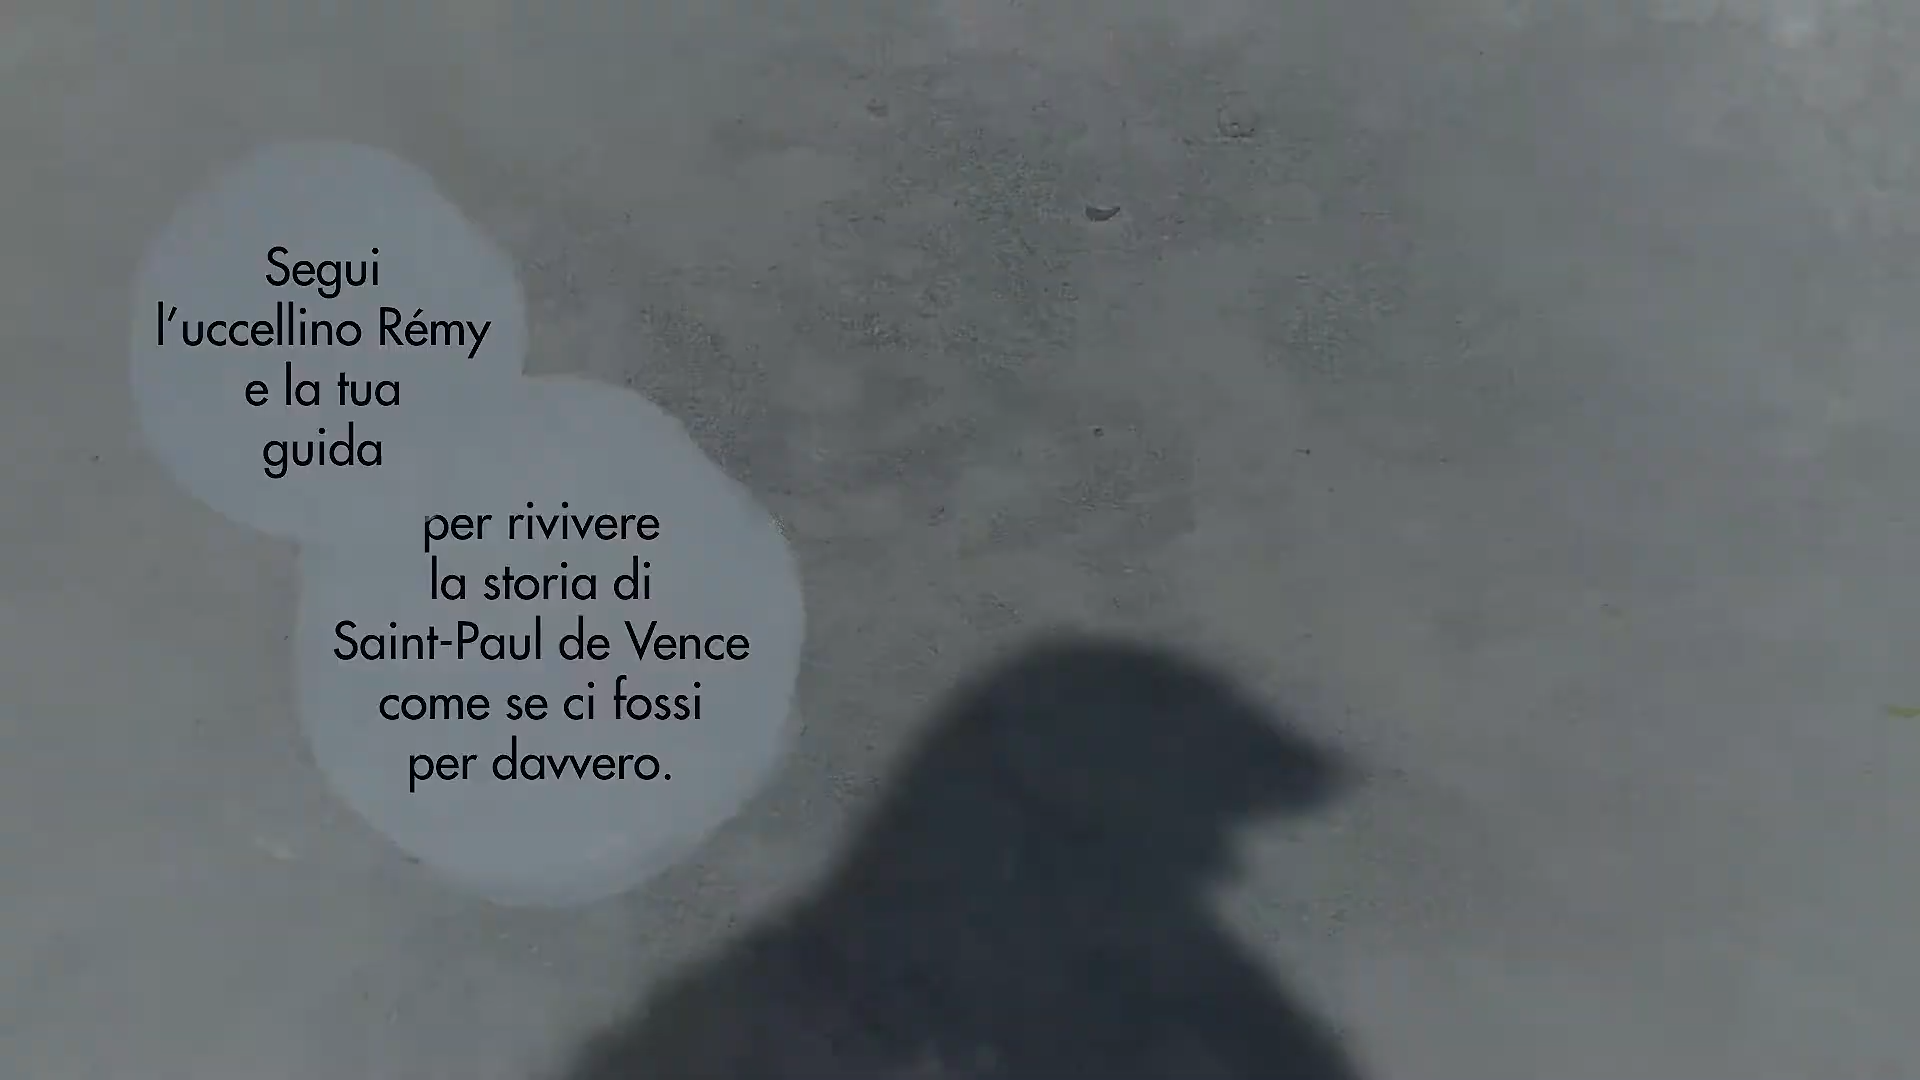 Segui
l’uccellino Rémy
e la tua
guida
per rivivere
la storia di
Saint-Paul de Vence
come se ci fossi
per davvero.